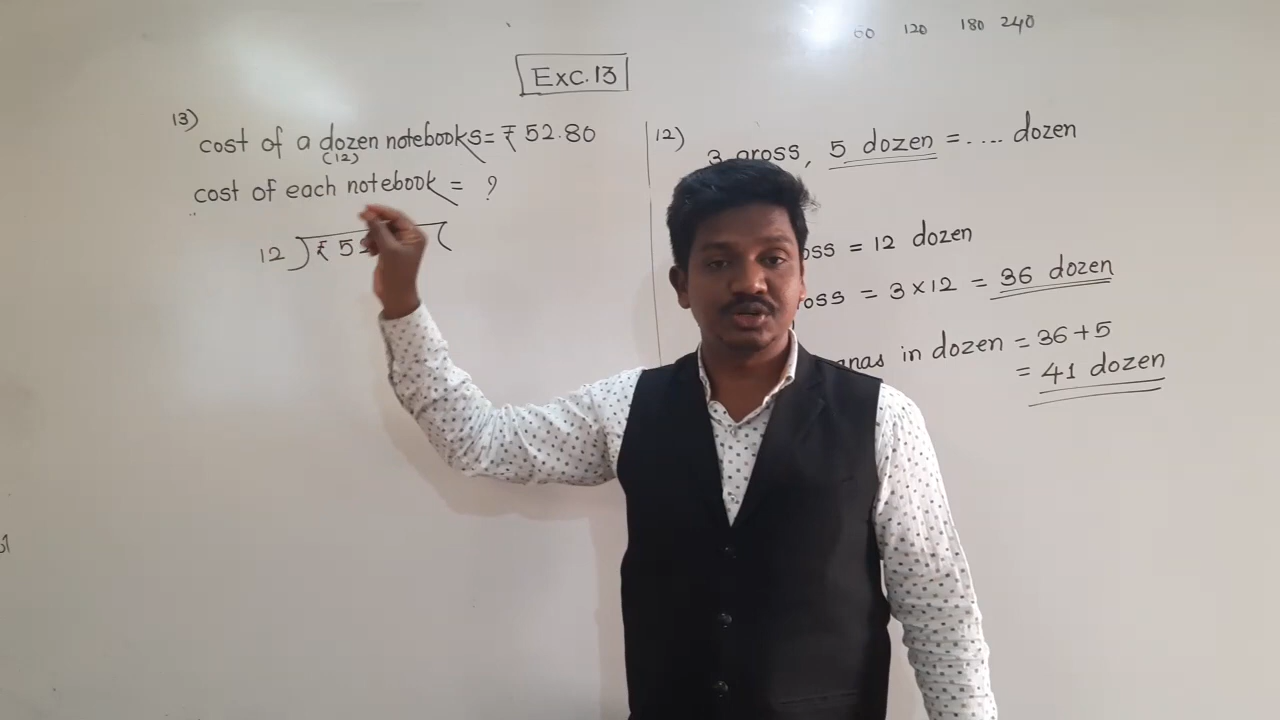 60 120 180 240
Exc.13
13) cost of a dozen notebooks = ₹ 52.80
(12)
cost of each notebook = ?
12 ₹ 52
12) 3 gross, 5 dozen = .... dozen
oss = 12 dozen
oss = 3 × 12 = 36 dozen
anas in dozen = 36 + 5
= 41 dozen